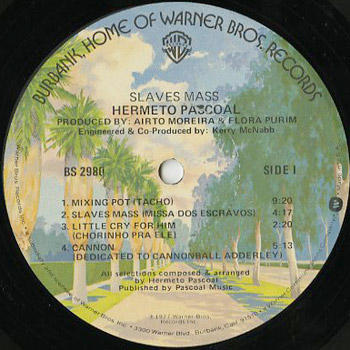 BURBANK, HOME OF WARNER BROS. RECORDS
SLAVES MASS
HERMETO PASCOAL
PRODUCED BY: AIRTO MOREIRA & FLORA PURIM
Engineered & Co-Produced by: Kerry McNabb
BS 2980
SIDE 1
1. MIXING POT (TACHO) 9:20
2. SLAVES MASS (MISSA DOS ESCRAVOS) 4:17
3. LITTLE CRY FOR HIM 2:20
(CHORINHO PRA ELE)
4. CANNON 5:13
(DEDICATED TO CANNONBALL ADDERLEY)
All selections composed & arranged
by Hermeto Pascoal
Published by Pascoal Music
℗1977 Warner Bros.
Records Inc.
3300 Warner Blvd., Burbank, Calif.